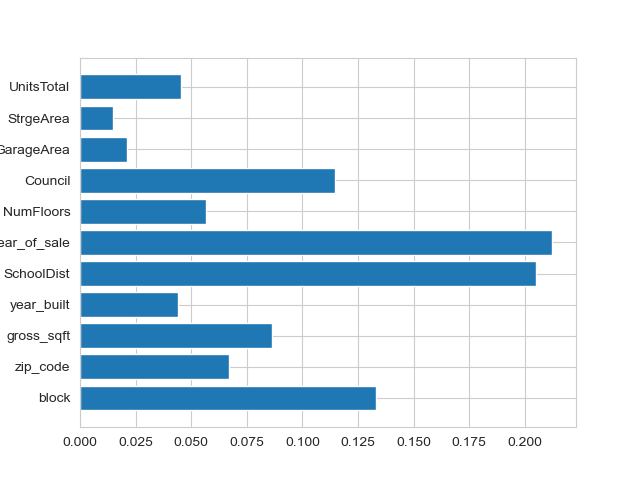 UnitsTotal
StrgeArea
GarageArea
Council
NumFloors
ear_of_sale
SchoolDist
year_built
gross_sqft
zip_code
block
0.000 0.025 0.050 0.075 0.100 0.125 0.150 0.175 0.200